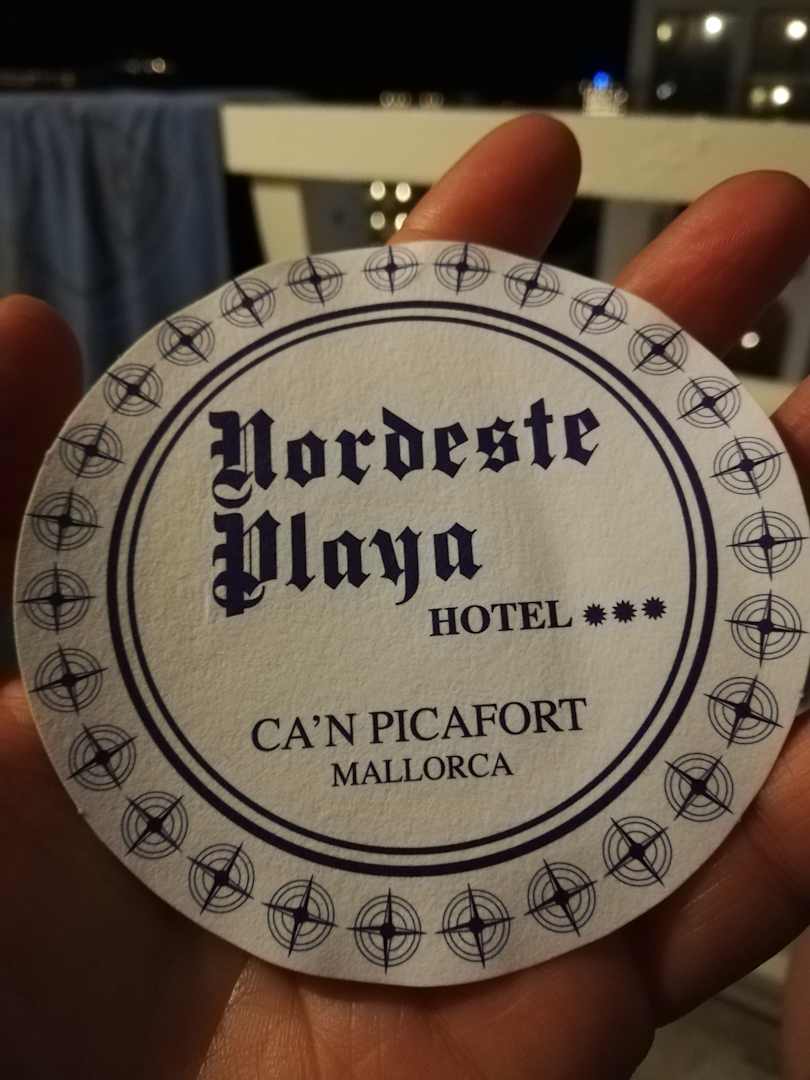 Nordeste
Playa
HOTEL ✹✹✹
CA'N PICAFORT
MALLORCA